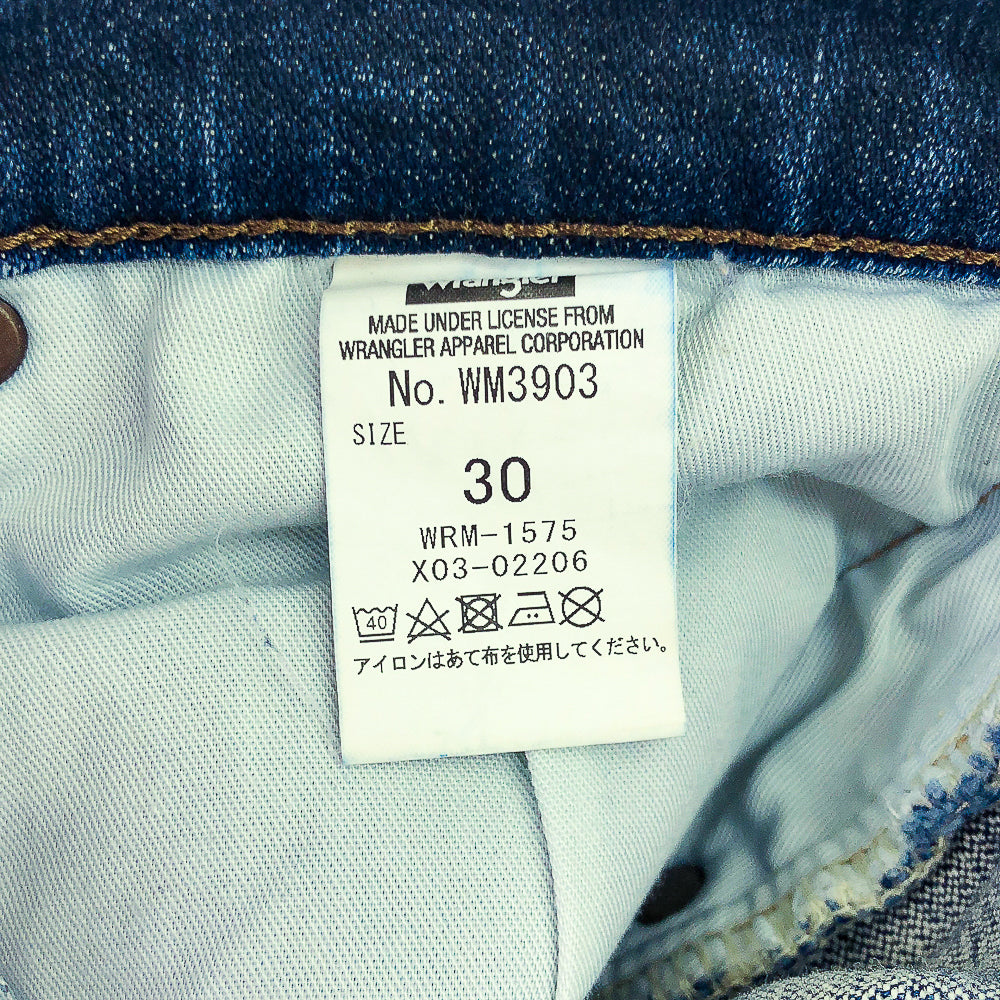 Wrangler
MADE UNDER LICENSE FROM
WRANGLER APPAREL CORPORATION
No. WM3903
SIZE
30
WRM-1575
X03-02206
40
アイロンはあて布を使用してください。